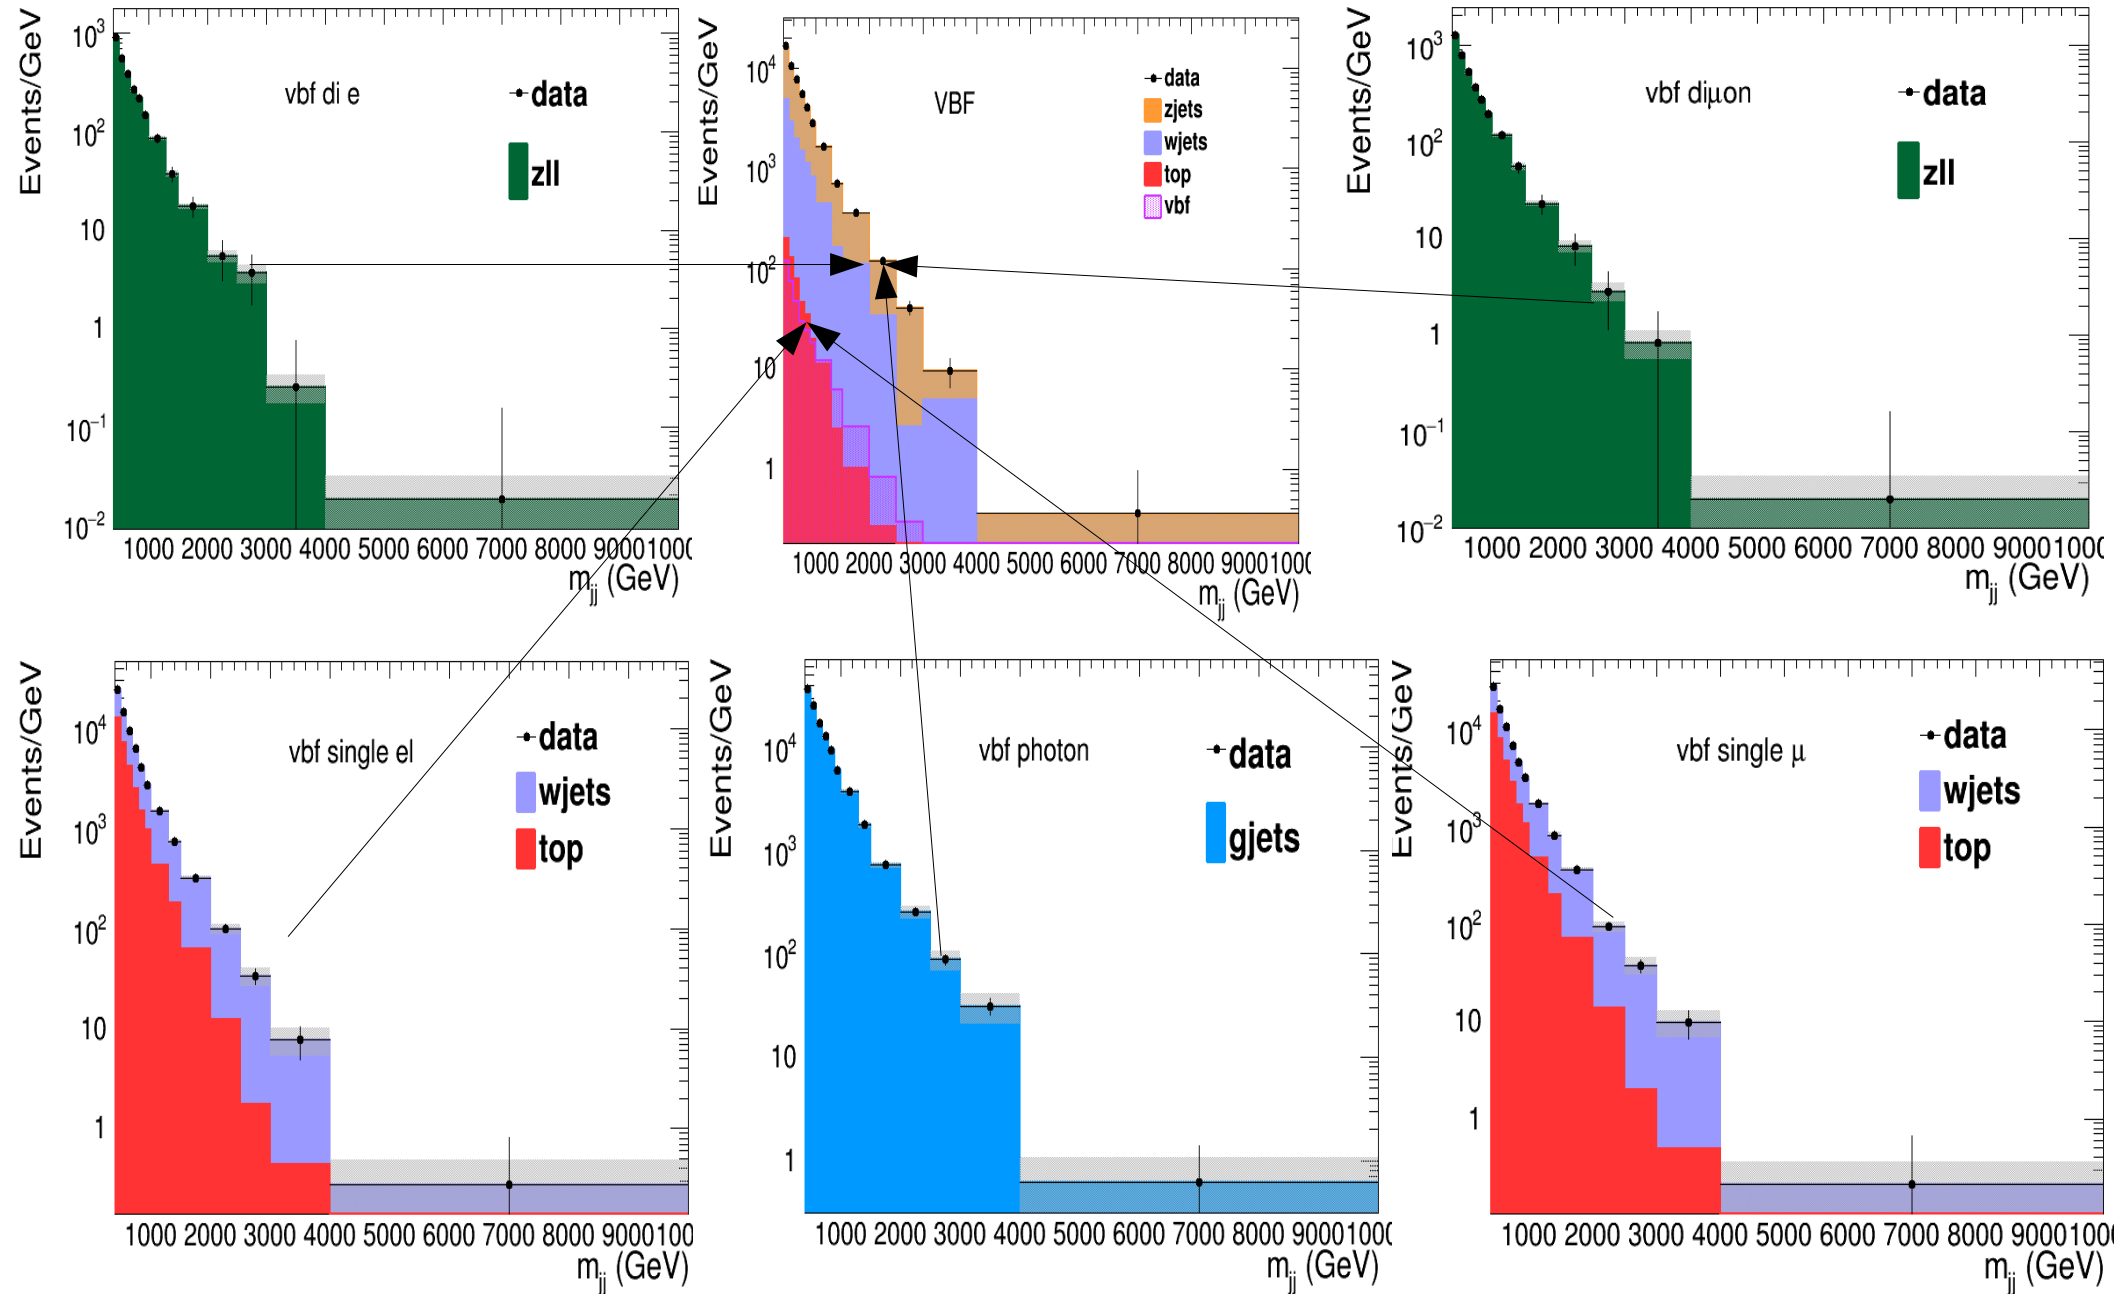 Events/GeV
10³
10²
10
1
10⁻¹
10⁻²
vbf di e
data
zll
1000 2000 3000 4000 5000 6000 7000 8000 9000 1000
m_jj (GeV)
Events/GeV
10⁴
10³
10²
10
1
VBF
data
zjets
wjets
top
vbf
1000 2000 3000 4000 5000 6000 7000 8000 9000 1000
m_jj (GeV)
Events/GeV
10³
10²
10
1
10⁻¹
10⁻²
vbf diμon
data
zll
1000 2000 3000 4000 5000 6000 7000 8000 9000 1000
m_jj (GeV)
Events/GeV
10⁴
10³
10²
10
1
vbf single el
data
wjets
top
1000 2000 3000 4000 5000 6000 7000 8000 9000 1000
m_jj (GeV)
Events/GeV
10⁴
10³
10²
10
1
vbf photon
data
gjets
1000 2000 3000 4000 5000 6000 7000 8000 9000 1000
m_jj (GeV)
Events/GeV
10⁴
10³
10²
10
1
vbf single μ
data
wjets
top
1000 2000 3000 4000 5000 6000 7000 8000 9000 100
m_jj (GeV)